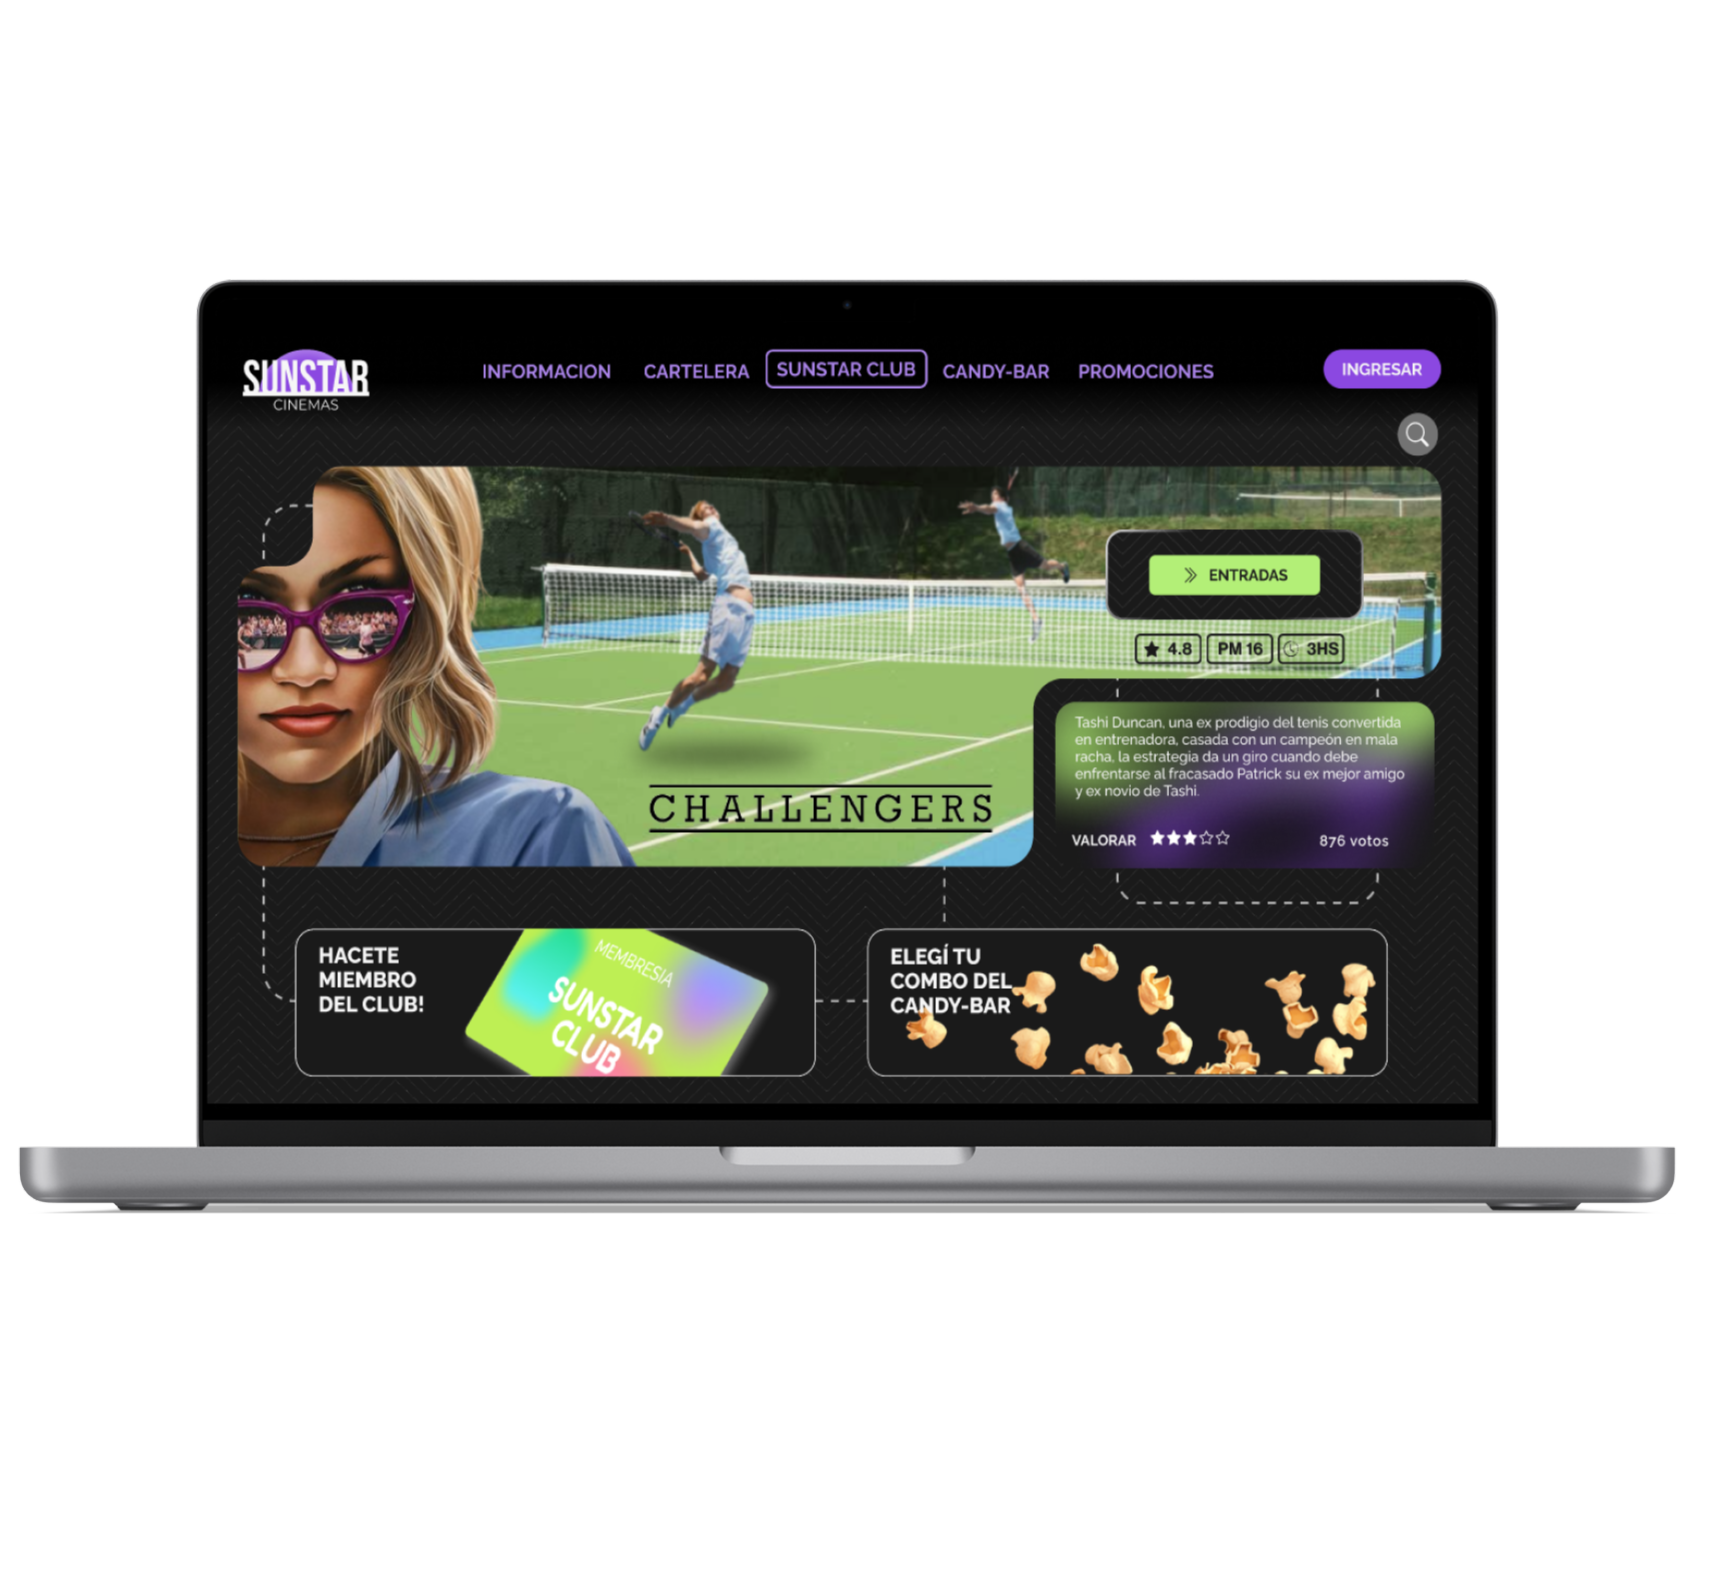 SUNSTAR
CINEMAS
INFORMACION
CARTELERA
SUNSTAR CLUB
CANDY-BAR
PROMOCIONES
INGRESAR
ENTRADAS
4.8
PM 16
3HS
Tashi Duncan, una ex prodigio del tenis convertida
en entrenadora, casada con un campeón en mala
racha, la estrategia da un giro cuando debe
enfrentarse al fracasado Patrick su ex mejor amigo
y ex novio de Tashi.
CHALLENGERS
VALORAR
876 votos
HACETE
MIEMBRO
DEL CLUB!
MEMBRESIA
SUNSTAR
CLUB
ELEGÍ TU
COMBO DEL
CANDY-BAR